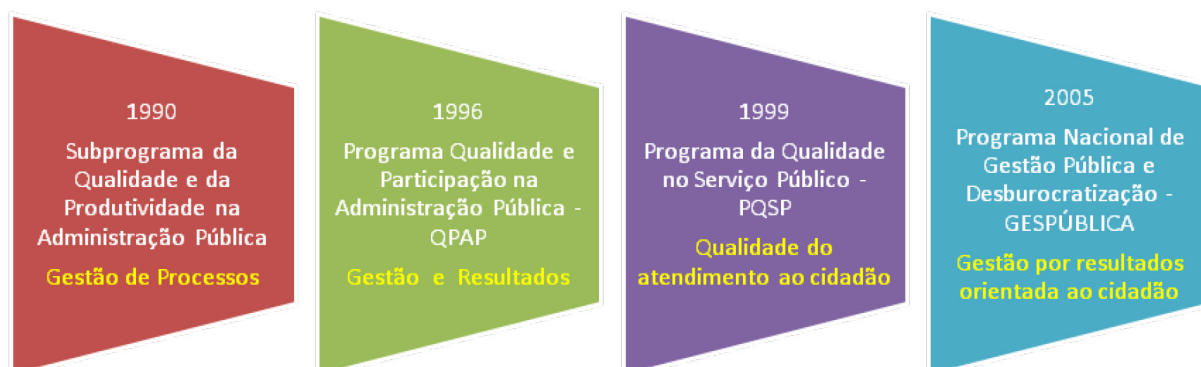 1990
Subprograma da
Qualidade e da
Produtividade na
Administração Pública
Gestão de Processos
1996
Programa Qualidade e
Participação na
Administração Pública -
QPAP
Gestão e Resultados
1999
Programa da Qualidade
no Serviço Público -
PQSP
Qualidade do
atendimento ao cidadão
2005
Programa Nacional de
Gestão Pública e
Desburocratização -
GESPÚBLICA
Gestão por resultados
orientada ao cidadão